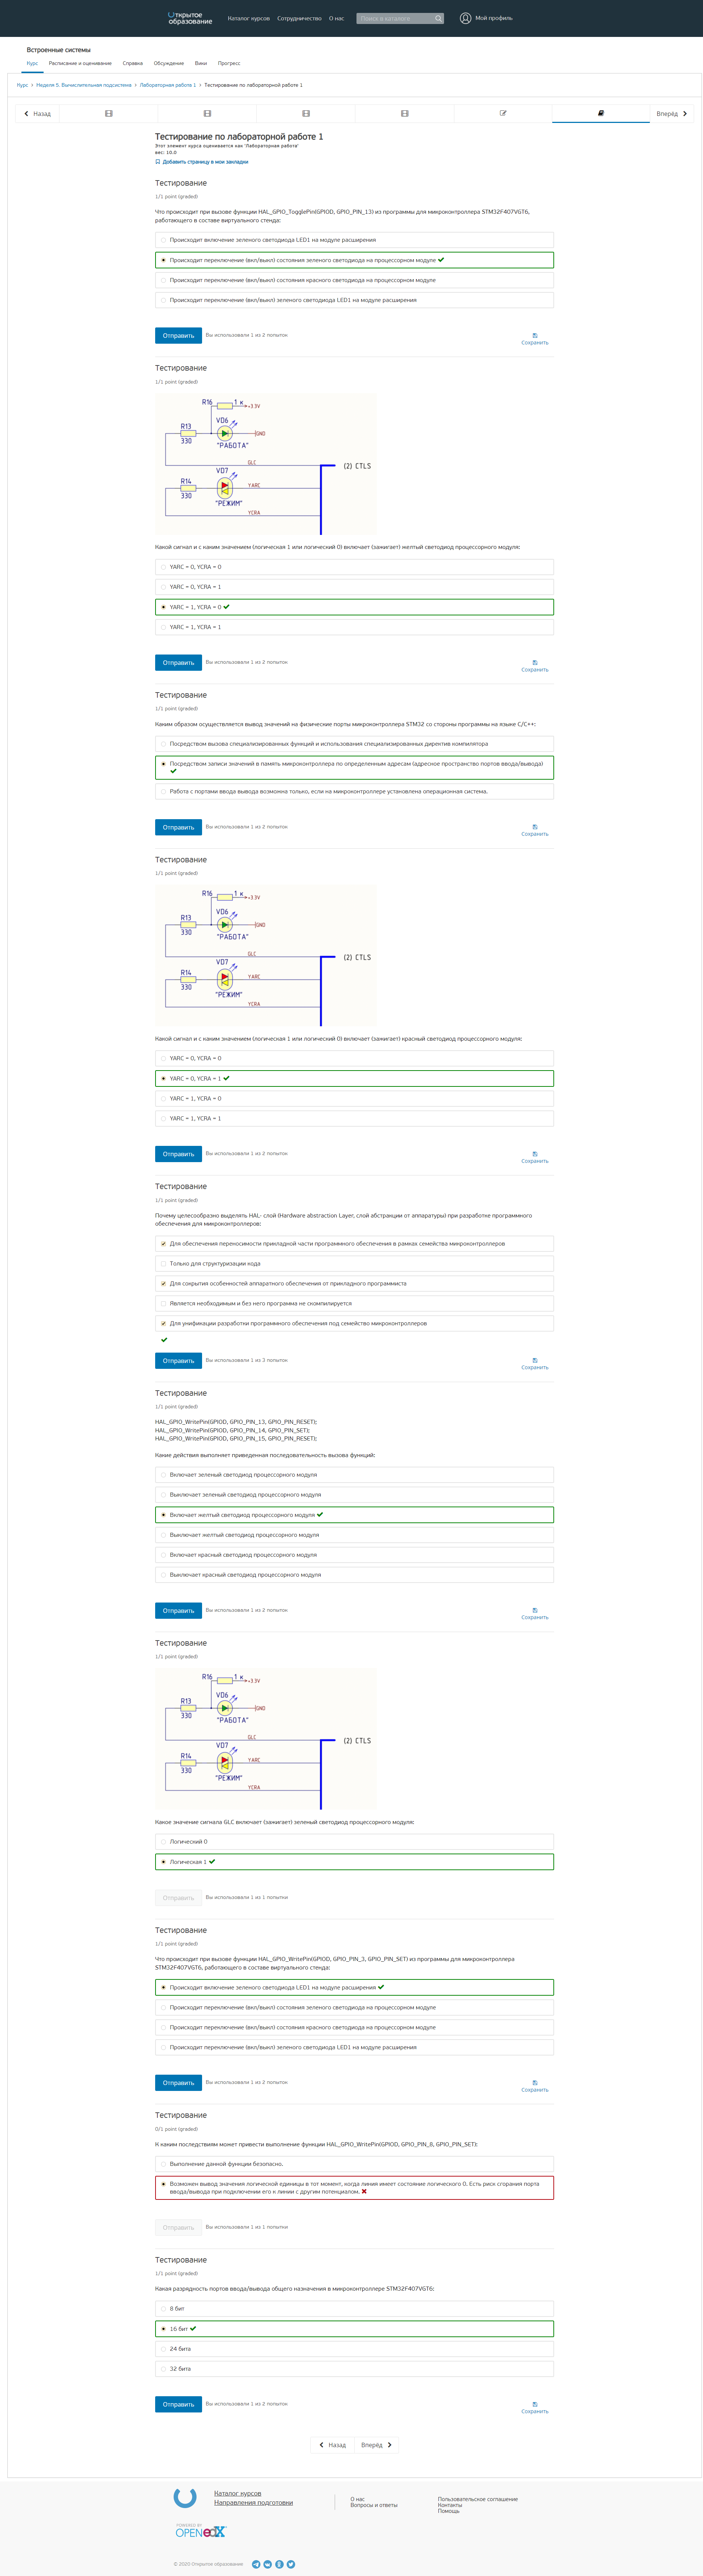 Открытое
образование
Каталог курсов
Сотрудничество
О нас
Поиск в каталоге
Мой профиль
Встроенные системы
Курс
Расписание и оценивание
Справка
Обсуждение
Вики
Прогресс
Курс > Неделя 5. Вычислительная подсистема > Лабораторная работа 1 > Тестирование по лабораторной работе 1
Назад
Вперёд
Тестирование по лабораторной работе 1
Этот элемент курса оценивается как 'Лабораторная работа'
вес: 10.0
Добавить страницу в мои закладки
Тестирование
1/1 point (graded)
Что происходит при вызове функции HAL_GPIO_TogglePin(GPIOD, GPIO_PIN_13) из программы для микроконтроллера STM32F407VGT6,
работающего в составе виртуального стенда:
Происходит включение зеленого светодиода LED1 на модуле расширения
Происходит переключение (вкл/выкл) состояния зеленого светодиода на процессорном модуле
Происходит переключение (вкл/выкл) состояния красного светодиода на процессорном модуле
Происходит переключение (вкл/выкл) зеленого светодиода LED1 на модуле расширения
Отправить
Вы использовали 1 из 2 попыток
Сохранить
Тестирование
1/1 point (graded)
R16
1 к
+3.3V
VD6
R13
GND
330
"РАБОТА"
GLC
(2) CTLS
VD7
R14
YARC
330
"РЕЖИМ"
YCRA
Какой сигнал и с каким значением (логическая 1 или логический 0) включает (зажигает) желтый светодиод процессорного модуля:
YARC = 0, YCRA = 0
YARC = 0, YCRA = 1
YARC = 1, YCRA = 0
YARC = 1, YCRA = 1
Отправить
Вы использовали 1 из 2 попыток
Сохранить
Тестирование
1/1 point (graded)
Каким образом осуществляется вывод значений на физические порты микроконтроллера STM32 со стороны программы на языке C/C++:
Посредством вызова специализированных функций и использования специализированных директив компилятора
Посредством записи значений в память микроконтроллера по определенным адресам (адресное пространство портов ввода/вывода)
Работа с портами ввода вывода возможна только, если на микроконтроллере установлена операционная система.
Отправить
Вы использовали 1 из 2 попыток
Сохранить
Тестирование
1/1 point (graded)
R16
1 к
+3.3V
VD6
R13
GND
330
"РАБОТА"
GLC
(2) CTLS
VD7
R14
YARC
330
"РЕЖИМ"
YCRA
Какой сигнал и с каким значением (логическая 1 или логический 0) включает (зажигает) красный светодиод процессорного модуля:
YARC = 0, YCRA = 0
YARC = 0, YCRA = 1
YARC = 1, YCRA = 0
YARC = 1, YCRA = 1
Отправить
Вы использовали 1 из 2 попыток
Сохранить
Тестирование
1/1 point (graded)
Почему целесообразно выделять HAL- слой (Hardware abstraction Layer, слой абстракции от аппаратуры) при разработке программного
обеспечения для микроконтроллеров:
Для обеспечения переносимости прикладной части программного обеспечения в рамках семейства микроконтроллеров
Только для структуризации кода
Для сокрытия особенностей аппаратного обеспечения от прикладного программиста
Является необходимым и без него программа не скомпилируется
Для унификации разработки программного обеспечения под семейство микроконтроллеров
Отправить
Вы использовали 1 из 3 попыток
Сохранить
Тестирование
1/1 point (graded)
HAL_GPIO_WritePin(GPIOD, GPIO_PIN_13, GPIO_PIN_RESET);
HAL_GPIO_WritePin(GPIOD, GPIO_PIN_14, GPIO_PIN_SET);
HAL_GPIO_WritePin(GPIOD, GPIO_PIN_15, GPIO_PIN_RESET);
Какие действия выполняет приведенная последовательность вызова функций:
Включает зеленый светодиод процессорного модуля
Выключает зеленый светодиод процессорного модуля
Включает желтый светодиод процессорного модуля
Выключает желтый светодиод процессорного модуля
Включает красный светодиод процессорного модуля
Выключает красный светодиод процессорного модуля
Отправить
Вы использовали 1 из 2 попыток
Сохранить
Тестирование
1/1 point (graded)
R16
1 к
+3.3V
VD6
R13
GND
330
"РАБОТА"
GLC
(2) CTLS
VD7
R14
YARC
330
"РЕЖИМ"
YCRA
Какое значение сигнала GLC включает (зажигает) зеленый светодиод процессорного модуля:
Логический 0
Логическая 1
Отправить
Вы использовали 1 из 1 попытки
Тестирование
1/1 point (graded)
Что происходит при вызове функции HAL_GPIO_WritePin(GPIOD, GPIO_PIN_3, GPIO_PIN_SET) из программы для микроконтроллера
STM32F407VGT6, работающего в составе виртуального стенда:
Происходит включение зеленого светодиода LED1 на модуле расширения
Происходит переключение (вкл/выкл) состояния зеленого светодиода на процессорном модуле
Происходит переключение (вкл/выкл) состояния красного светодиода на процессорном модуле
Происходит переключение (вкл/выкл) зеленого светодиода LED1 на модуле расширения
Отправить
Вы использовали 1 из 2 попыток
Сохранить
Тестирование
0/1 point (graded)
К каким последствиям может привести выполнение функции HAL_GPIO_WritePin(GPIOD, GPIO_PIN_8, GPIO_PIN_SET):
Выполнение данной функции безопасно.
Возможен вывод значения логической единицы в тот момент, когда линия имеет состояние логического 0. Есть риск сгорания порта
ввода/вывода при подключении его к линии с другим потенциалом.
Отправить
Вы использовали 1 из 1 попытки
Тестирование
1/1 point (graded)
Какая разрядность портов ввода/вывода общего назначения в микроконтроллере STM32F407VGT6:
8 бит
16 бит
24 бита
32 бита
Отправить
Вы использовали 1 из 2 попыток
Сохранить
Назад
Вперёд
Каталог курсов
Направления подготовки
О нас
Вопросы и ответы
Пользовательское соглашение
Контакты
Помощь
POWERED BY
OPEN edX
© 2020 Открытое образование